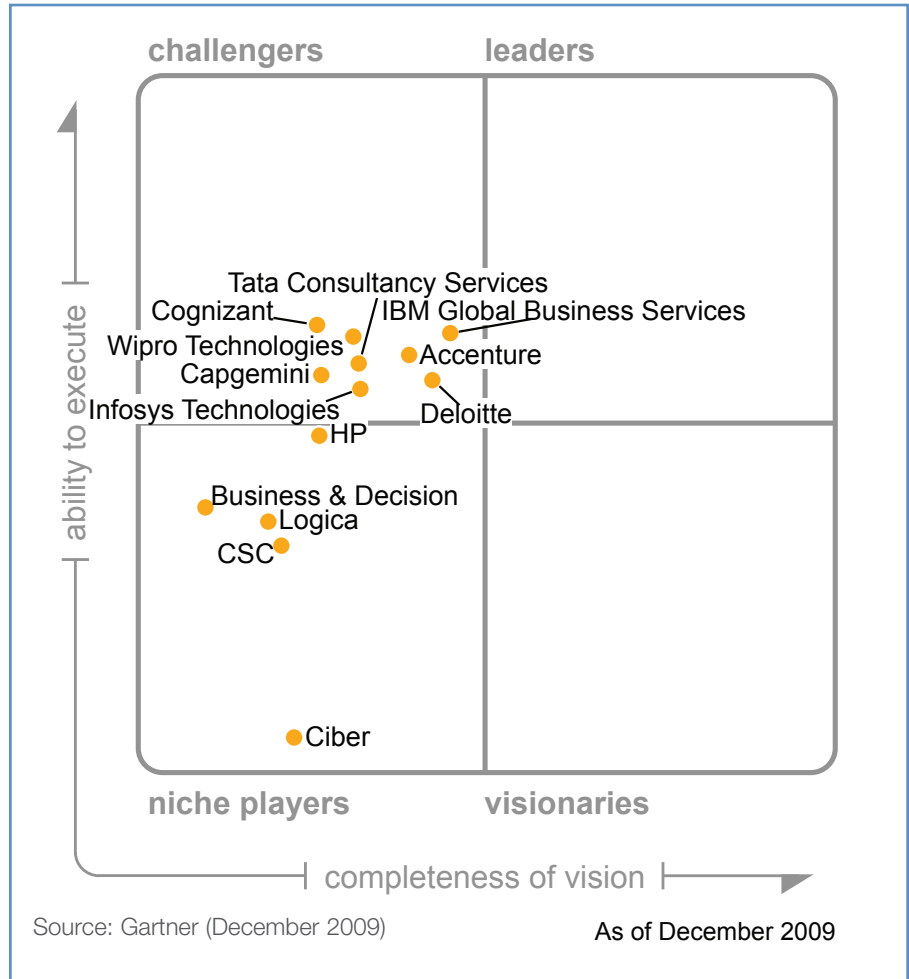 challengers
leaders
Tata Consultancy Services
Cognizant
IBM Global Business Services
Wipro Technologies
Accenture
Capgemini
Infosys Technologies
Deloitte
HP
Business & Decision
Logica
CSC
Ciber
niche players
visionaries
ability to execute
completeness of vision
Source: Gartner (December 2009)
As of December 2009